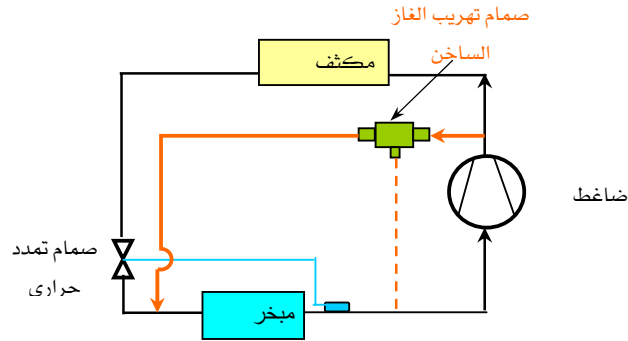 صمام تهريب الغاز
الساخن
مكثف
ضاغط
صمام تمدد
حراري
مبخر